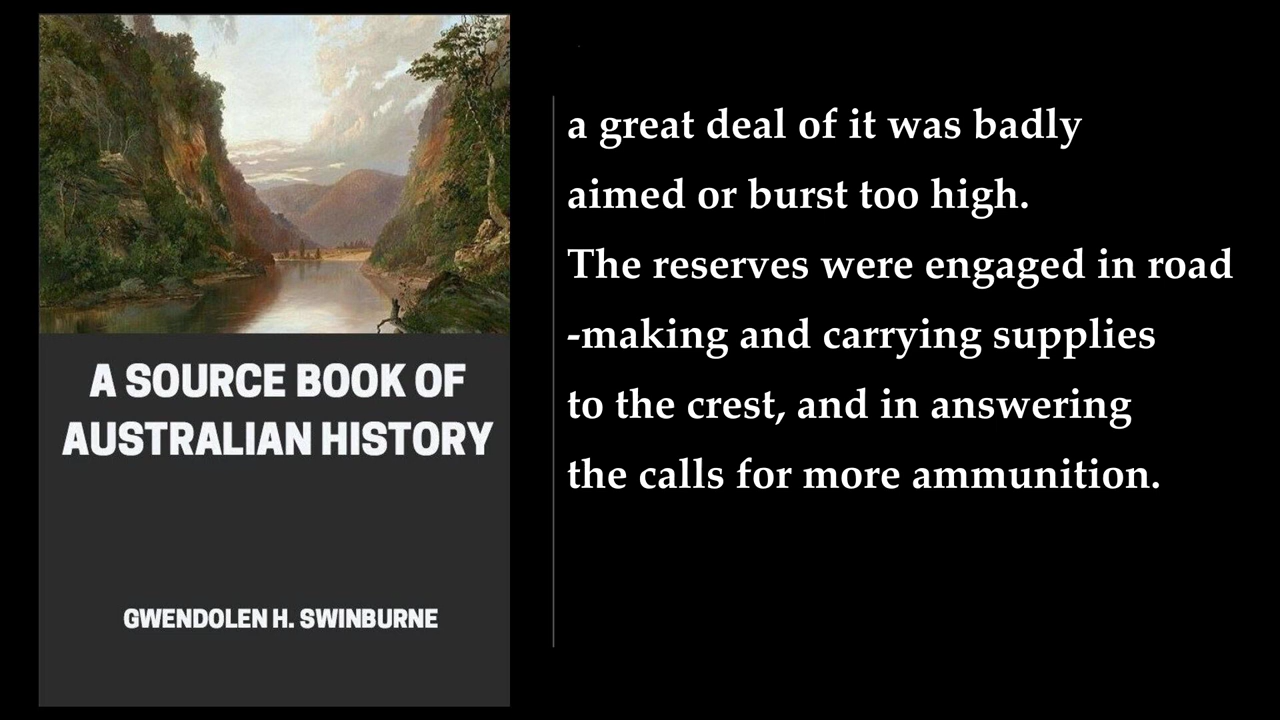 A SOURCE BOOK OF
AUSTRALIAN HISTORY
GWENDOLEN H. SWINBURNE
a great deal of it was badly
aimed or burst too high.
The reserves were engaged in road
-making and carrying supplies
to the crest, and in answering
the calls for more ammunition.